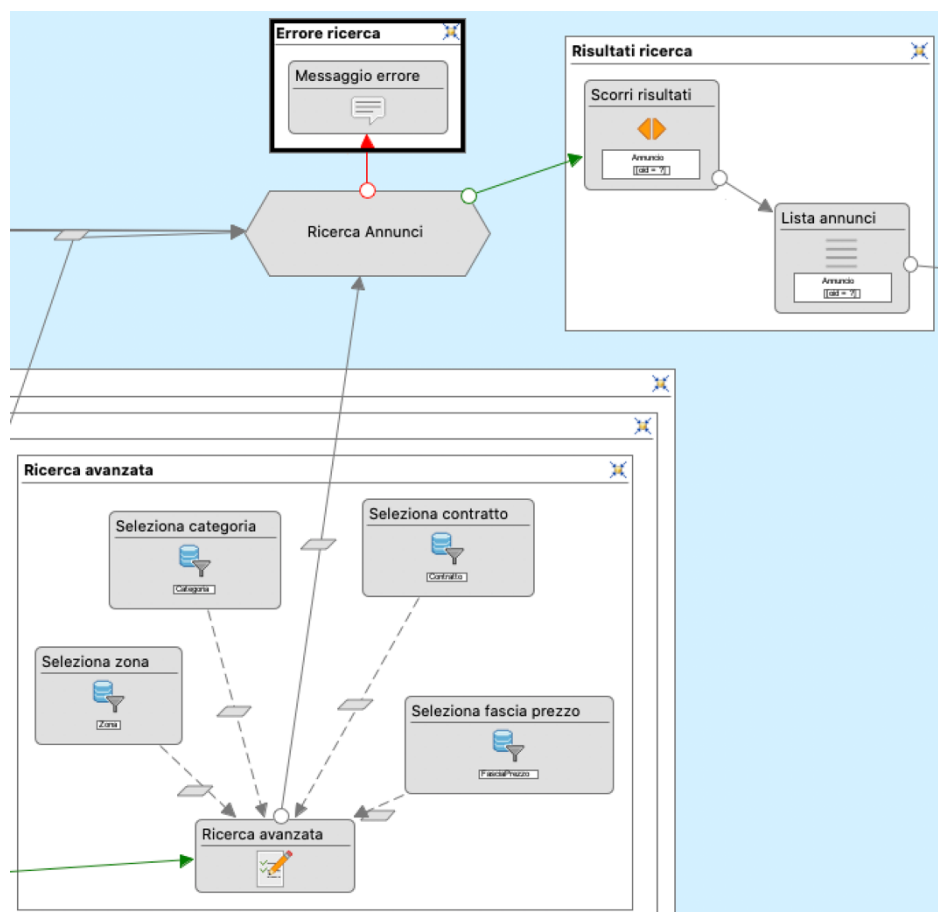 Errore ricerca
Messaggio errore
Risultati ricerca
Scorri risultati
Annuncio
[oid = ?]
Ricerca Annunci
Lista annunci
Annuncio
[oid = ?]
Ricerca avanzata
Seleziona categoria
Categoria
Seleziona contratto
Contratto
Seleziona zona
Zona
Seleziona fascia prezzo
FasciaPrezzo
Ricerca avanzata